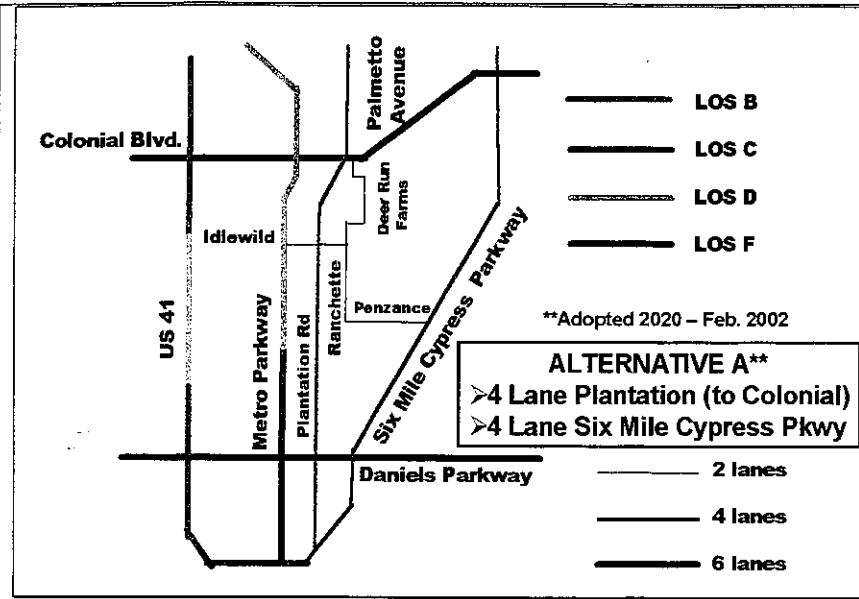 Palmetto
Avenue
Colonial Blvd.
LOS B
LOS C
LOS D
LOS F
Deer Run
Farms
Idlewild
US 41
Metro Parkway
Plantation Rd
Ranchette
Penzance
Six Mile Cypress Parkway
**Adopted 2020 – Feb. 2002
ALTERNATIVE A**
➢4 Lane Plantation (to Colonial)
➢4 Lane Six Mile Cypress Pkwy
Daniels Parkway
2 lanes
4 lanes
6 lanes